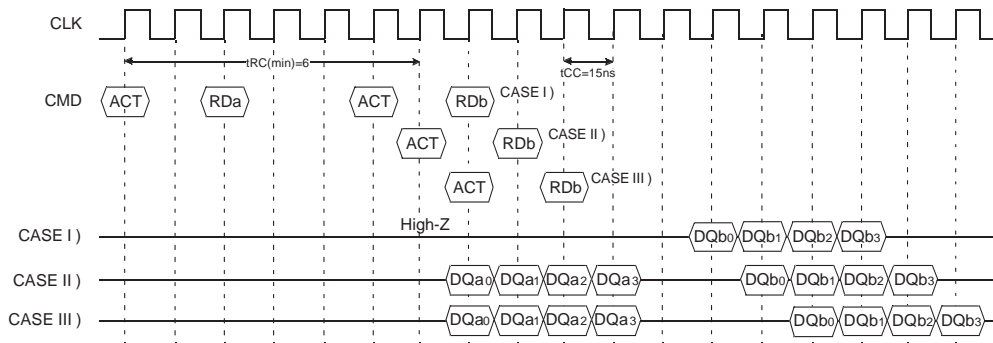 CLK
tRC(min)=6
tCC=15ns
CMD
ACT RDa ACT RDb CASE I )
ACT RDb CASE II )
ACT RDb CASE III )
High-Z
CASE I ) DQb0 DQb1 DQb2 DQb3
CASE II ) DQa0 DQa1 DQa2 DQa3 DQb0 DQb1 DQb2 DQb3
CASE III ) DQa0 DQa1 DQa2 DQa3 DQb0 DQb1 DQb2 DQb3